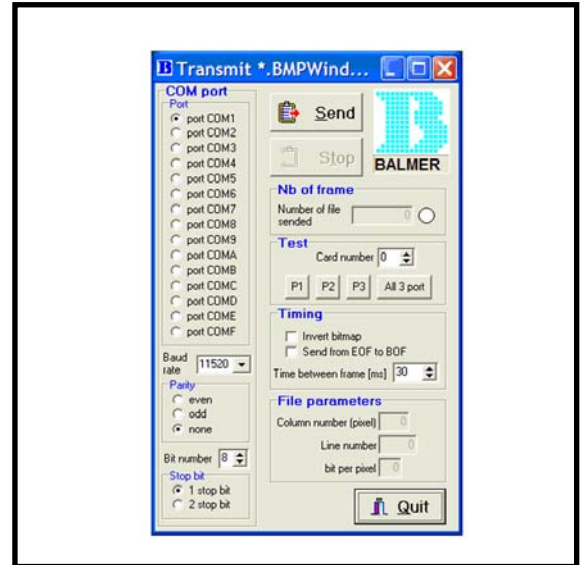 B Transmit *.BMPWind...
COM port
Port
port COM1
port COM2
port COM3
port COM4
port COM5
port COM6
port COM7
port COM8
port COM9
port COMA
port COMB
port COMC
port COMD
port COME
port COMF
Baud
rate
11520
Parity
even
odd
none
Bit number 8
Stop bit
1 stop bit
2 stop bit
Send
Stop
B
BALMER
Nb of frame
Number of file
sended
0
Test
Card number 0
P1 P2 P3 All 3 port
Timing
Invert bitmap
Send from EOF to BOF
Time between frame [ms] 30
File parameters
Column number (pixel) 0
Line number 0
bit per pixel 0
Quit